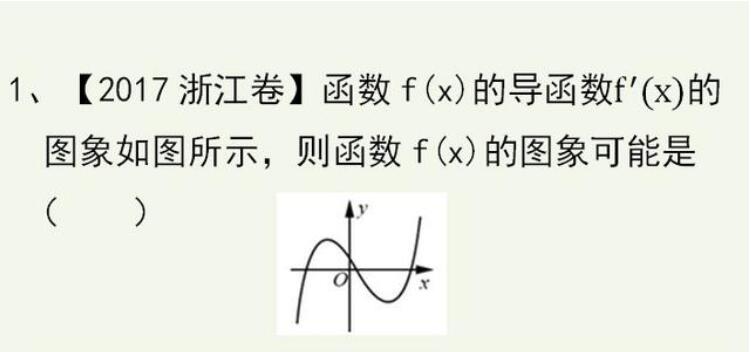 1、【2017 浙江卷】函数 f(x)的导函数f′(x)的
图象如图所示，则函数 f(x)的图象可能是
（　　）
y
O
x